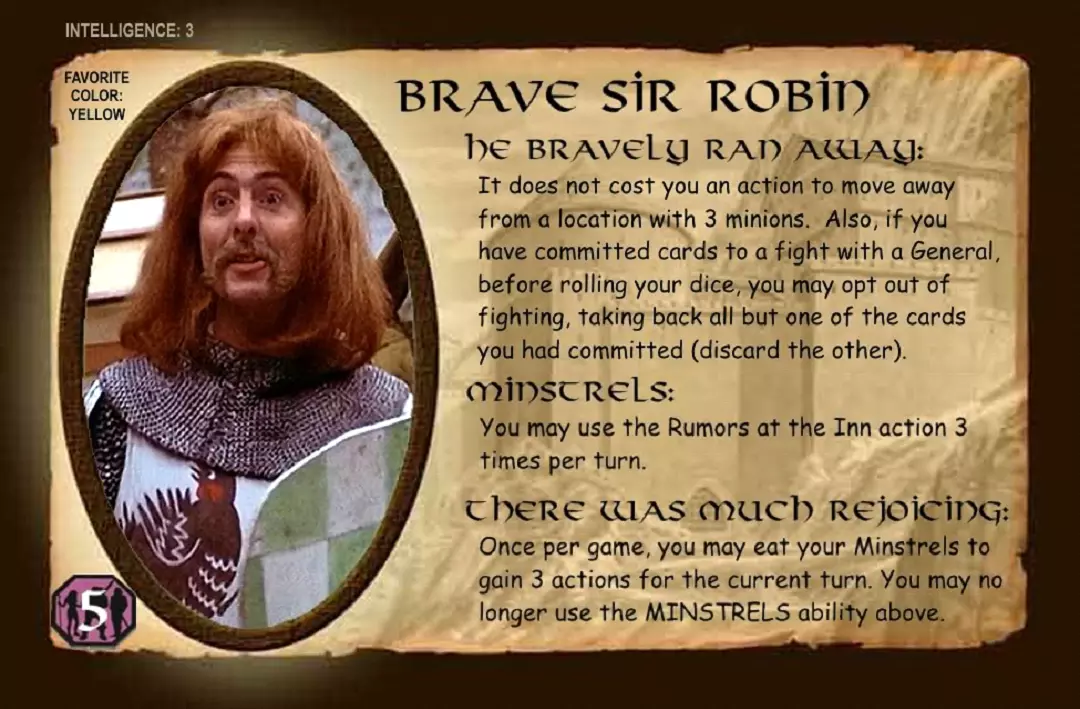 INTELLIGENCE: 3
FAVORITE
COLOR:
YELLOW
BRAVE SIR ROBIN
HE BRAVELY RAN AWAY:
It does not cost you an action to move away
from a location with 3 minions. Also, if you
have committed cards to a fight with a General,
before rolling your dice, you may opt out of
fighting, taking back all but one of the cards
you had committed (discard the other).
MINSTRELS:
You may use the Rumors at the Inn action 3
times per turn.
THERE WAS MUCH REJOICING:
Once per game, you may eat your Minstrels to
gain 3 actions for the current turn. You may no
longer use the MINSTRELS ability above.
5